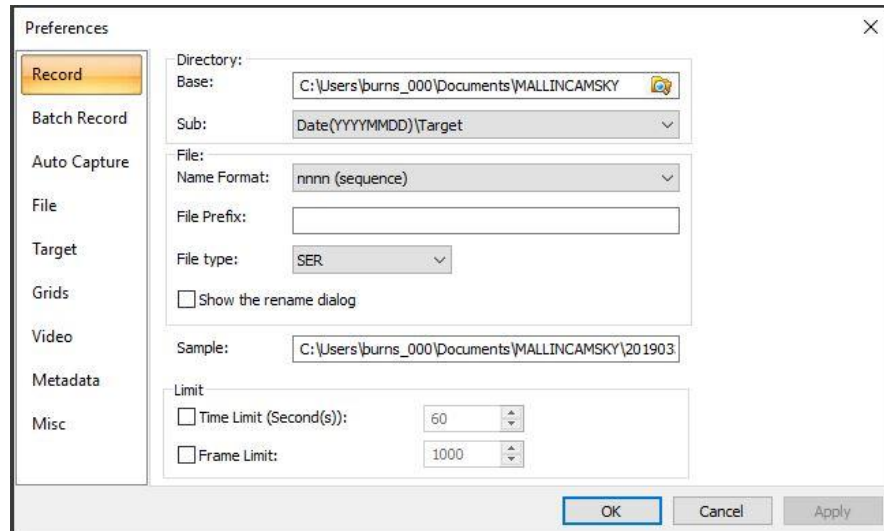 Preferences
Record
Batch Record
Auto Capture
File
Target
Grids
Video
Metadata
Misc
Directory:
Base: C:\Users\burns_000\Documents\MALLINCAMSKY
Sub: Date(YYYYMMDD)\Target
File:
Name Format: nnnn (sequence)
File Prefix:
File type: SER
Show the rename dialog
Sample: C:\Users\burns_000\Documents\MALLINCAMSKY\201903
Limit
Time Limit (Second(s)): 60
Frame Limit: 1000
OK Cancel Apply